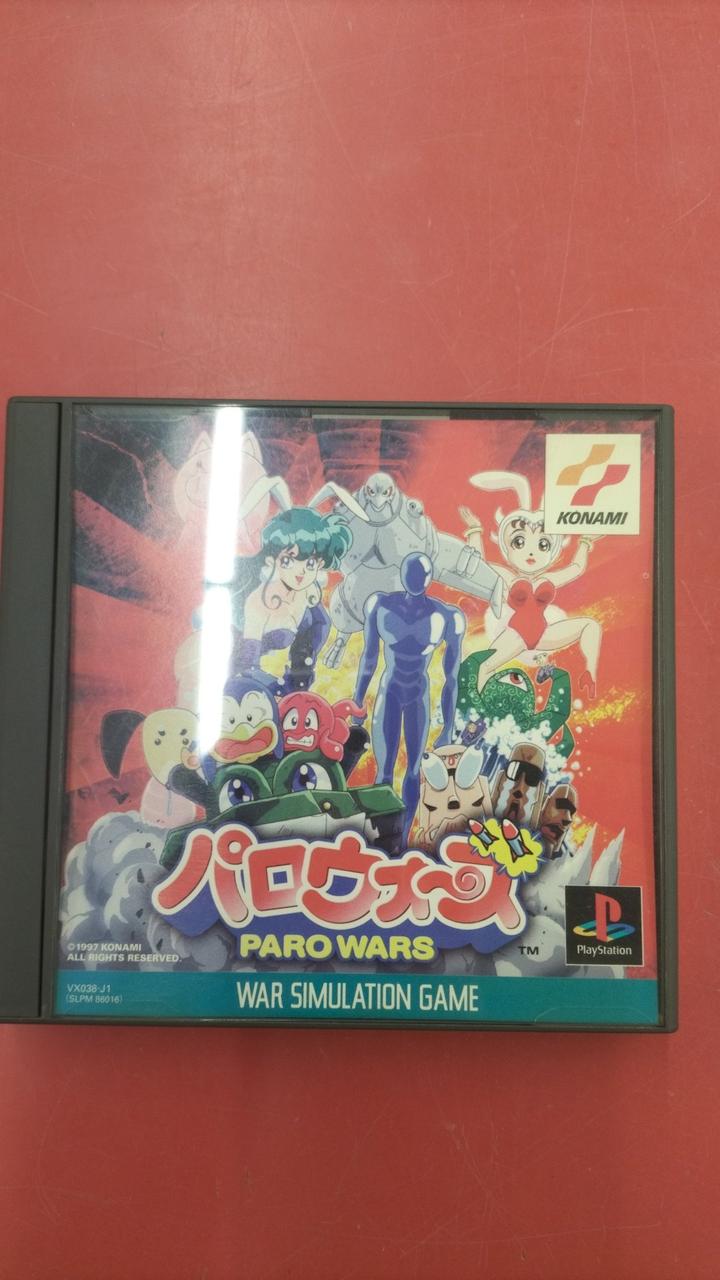 KONAMI
パロウォーズ
PARO WARS
TM
©1997 KONAMI
ALL RIGHTS RESERVED.
PlayStation
VX038-J1
(SLPM 86016)
WAR SIMULATION GAME